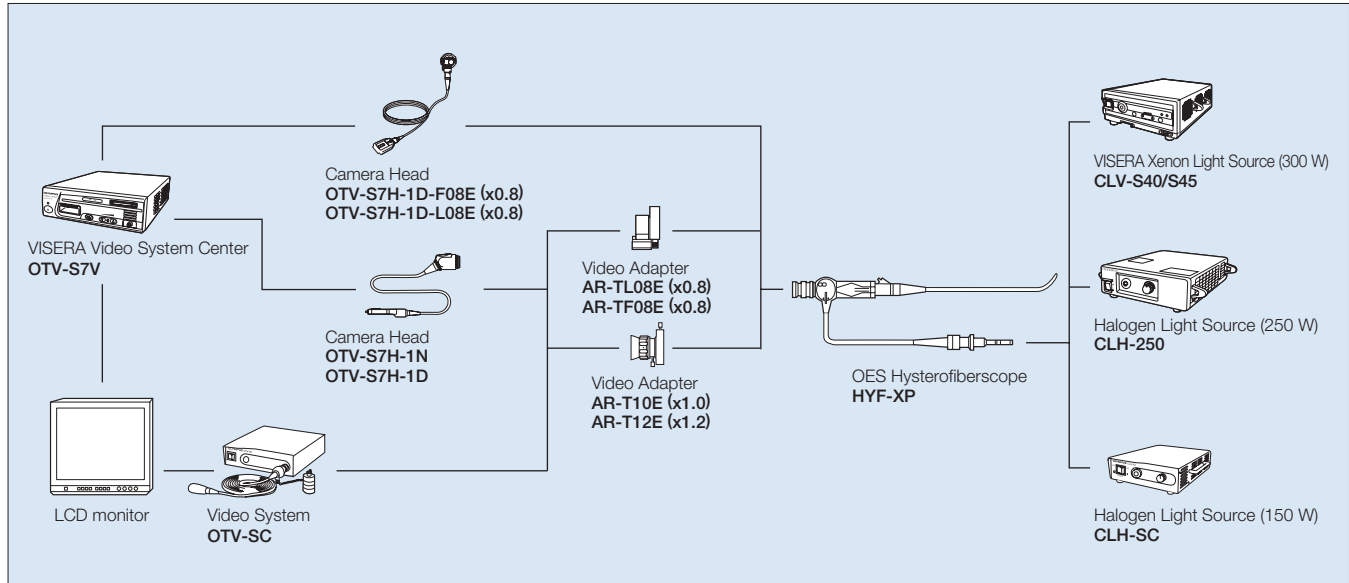 Camera Head
OTV-S7H-1D-F08E (x0.8)
OTV-S7H-1D-L08E (x0.8)
VISERA Video System Center
OTV-S7V
Camera Head
OTV-S7H-1N
OTV-S7H-1D
Video Adapter
AR-TL08E (x0.8)
AR-TF08E (x0.8)
Video Adapter
AR-T10E (x1.0)
AR-T12E (x1.2)
LCD monitor
Video System
OTV-SC
OES Hysterofiberscope
HYF-XP
VISERA Xenon Light Source (300 W)
CLV-S40/S45
Halogen Light Source (250 W)
CLH-250
Halogen Light Source (150 W)
CLH-SC